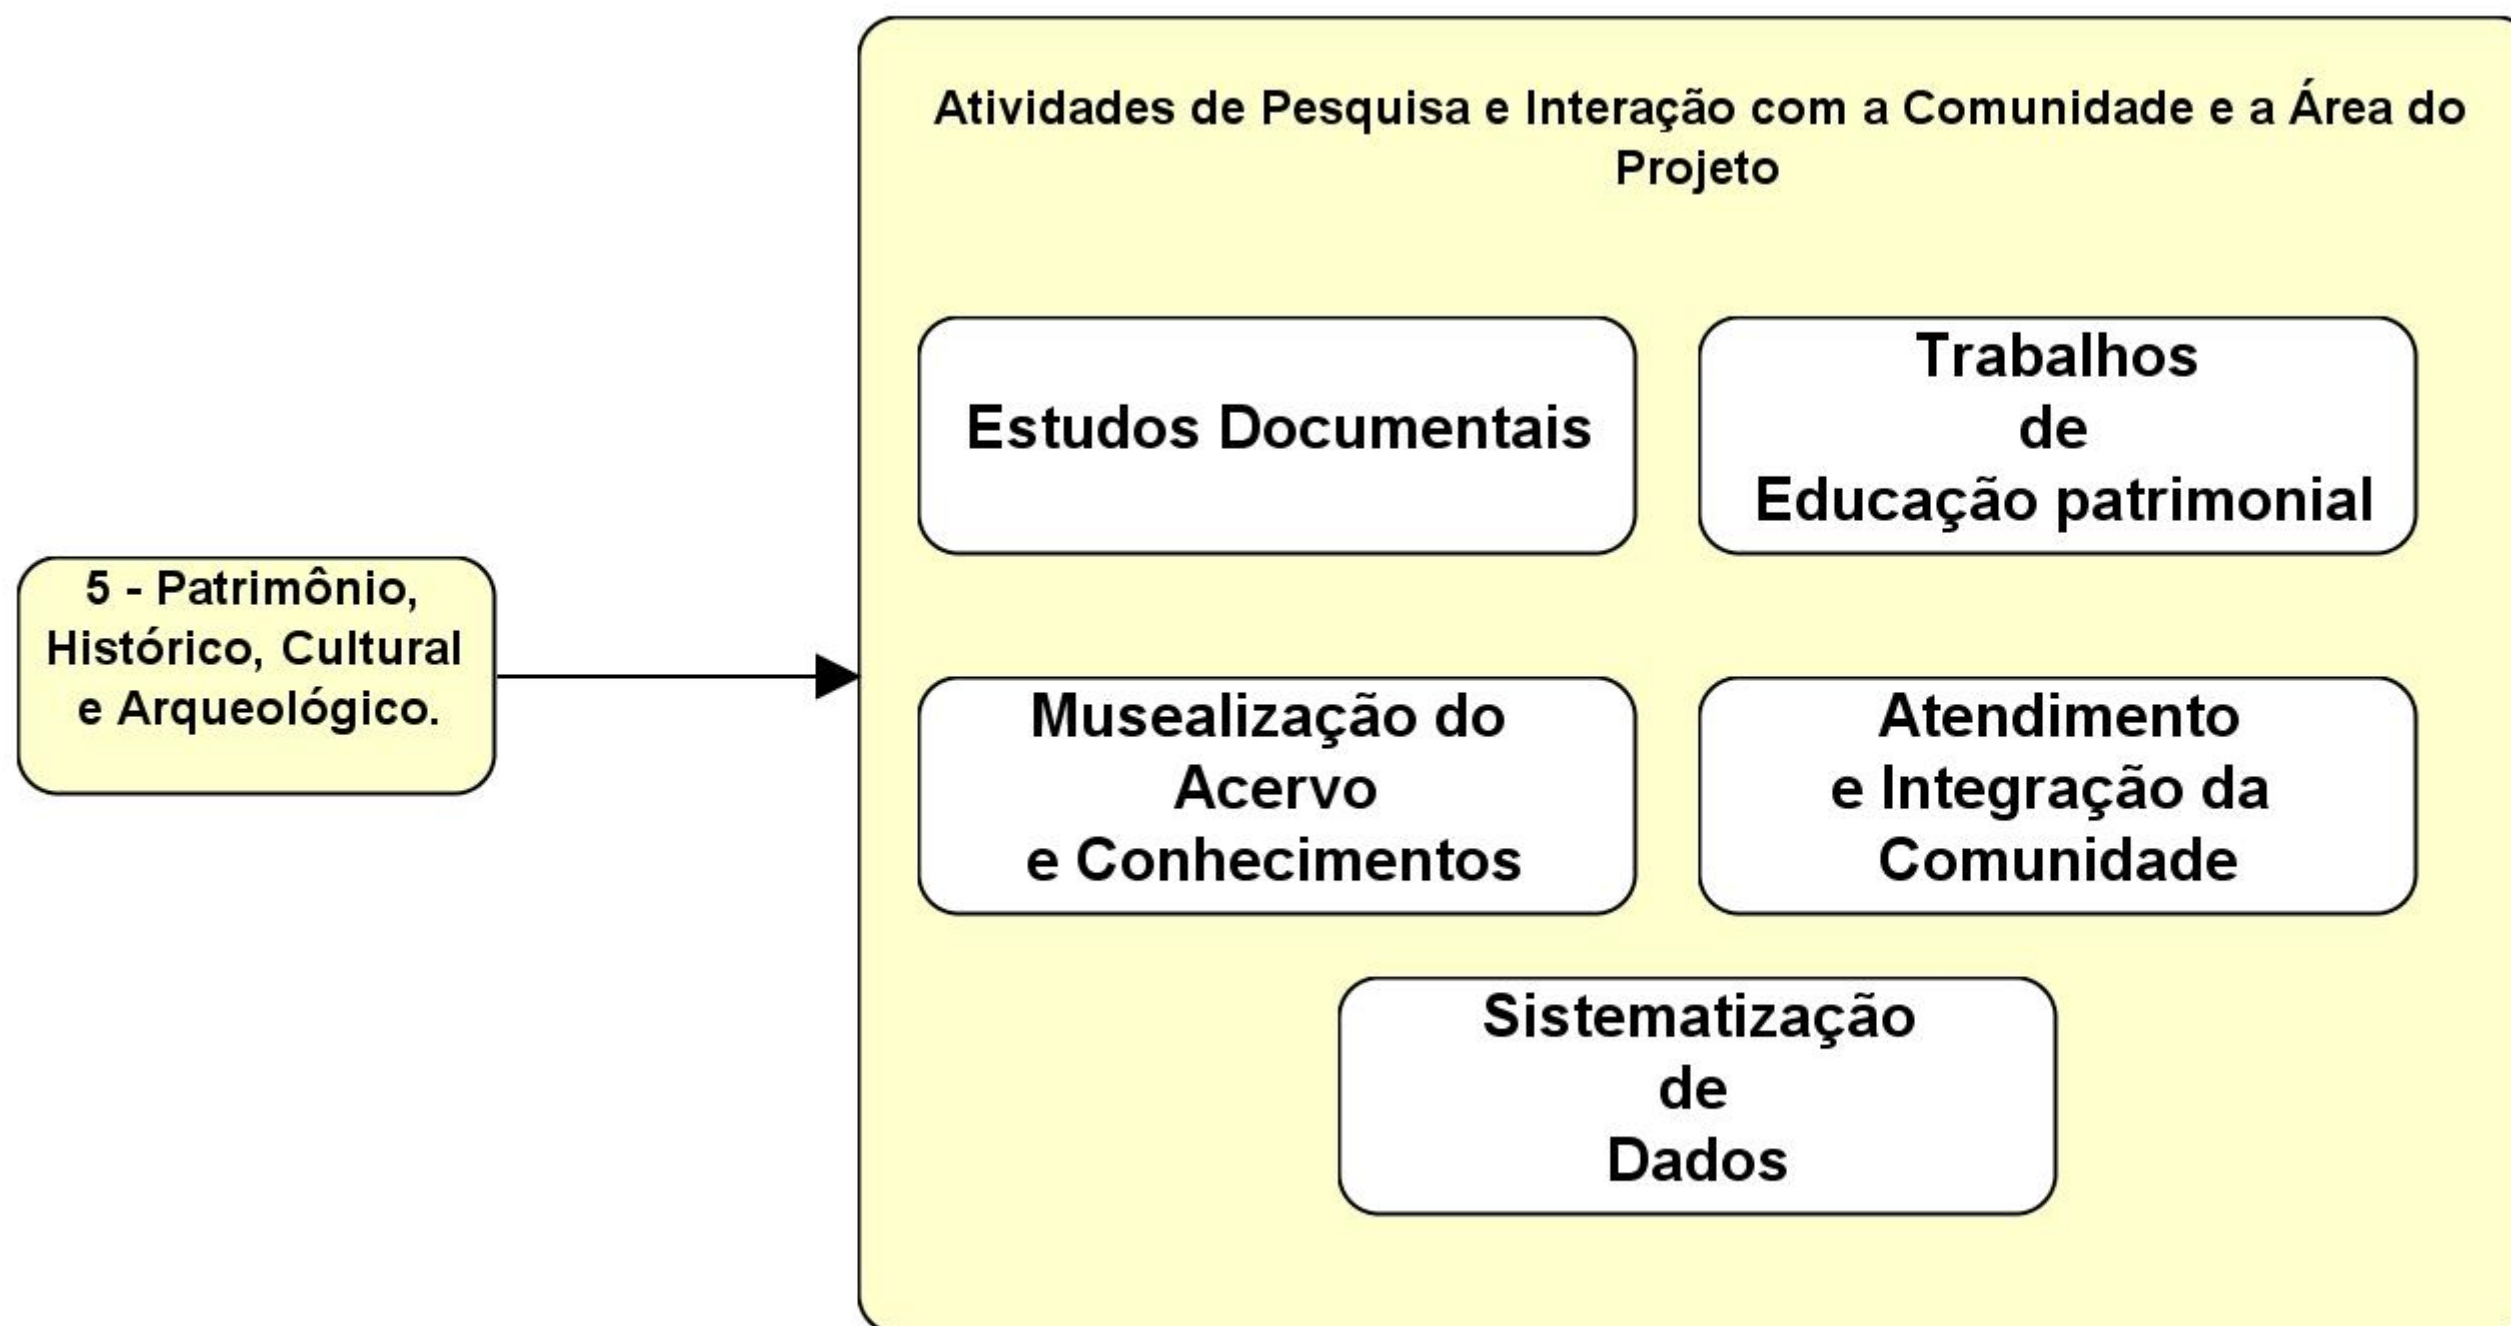 Atividades de Pesquisa e Interação com a Comunidade e a Área do
Projeto
Estudos Documentais
Trabalhos
de
Educação patrimonial
5 - Patrimônio,
Histórico, Cultural
e Arqueológico.
Musealização do
Acervo
e Conhecimentos
Atendimento
e Integração da
Comunidade
Sistematização
de
Dados